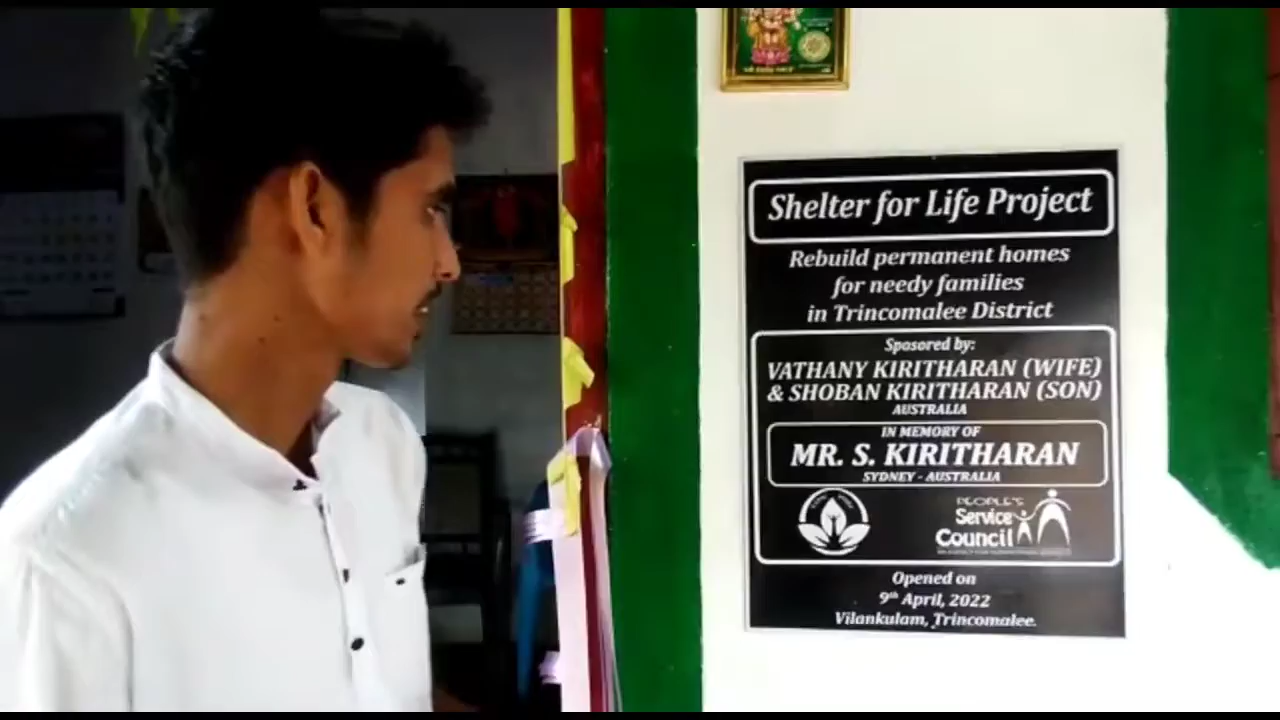 Shelter for Life Project
Rebuild permanent homes
for needy families
in Trincomalee District
Sposored by:
VATHANY KIRITHARAN (WIFE)
& SHOBAN KIRITHARAN (SON)
AUSTRALIA
IN MEMORY OF
MR. S. KIRITHARAN
SYDNEY - AUSTRALIA
PEOPLE'S
Service
Council
Opened on
9th April, 2022
Vilankulam, Trincomalee.